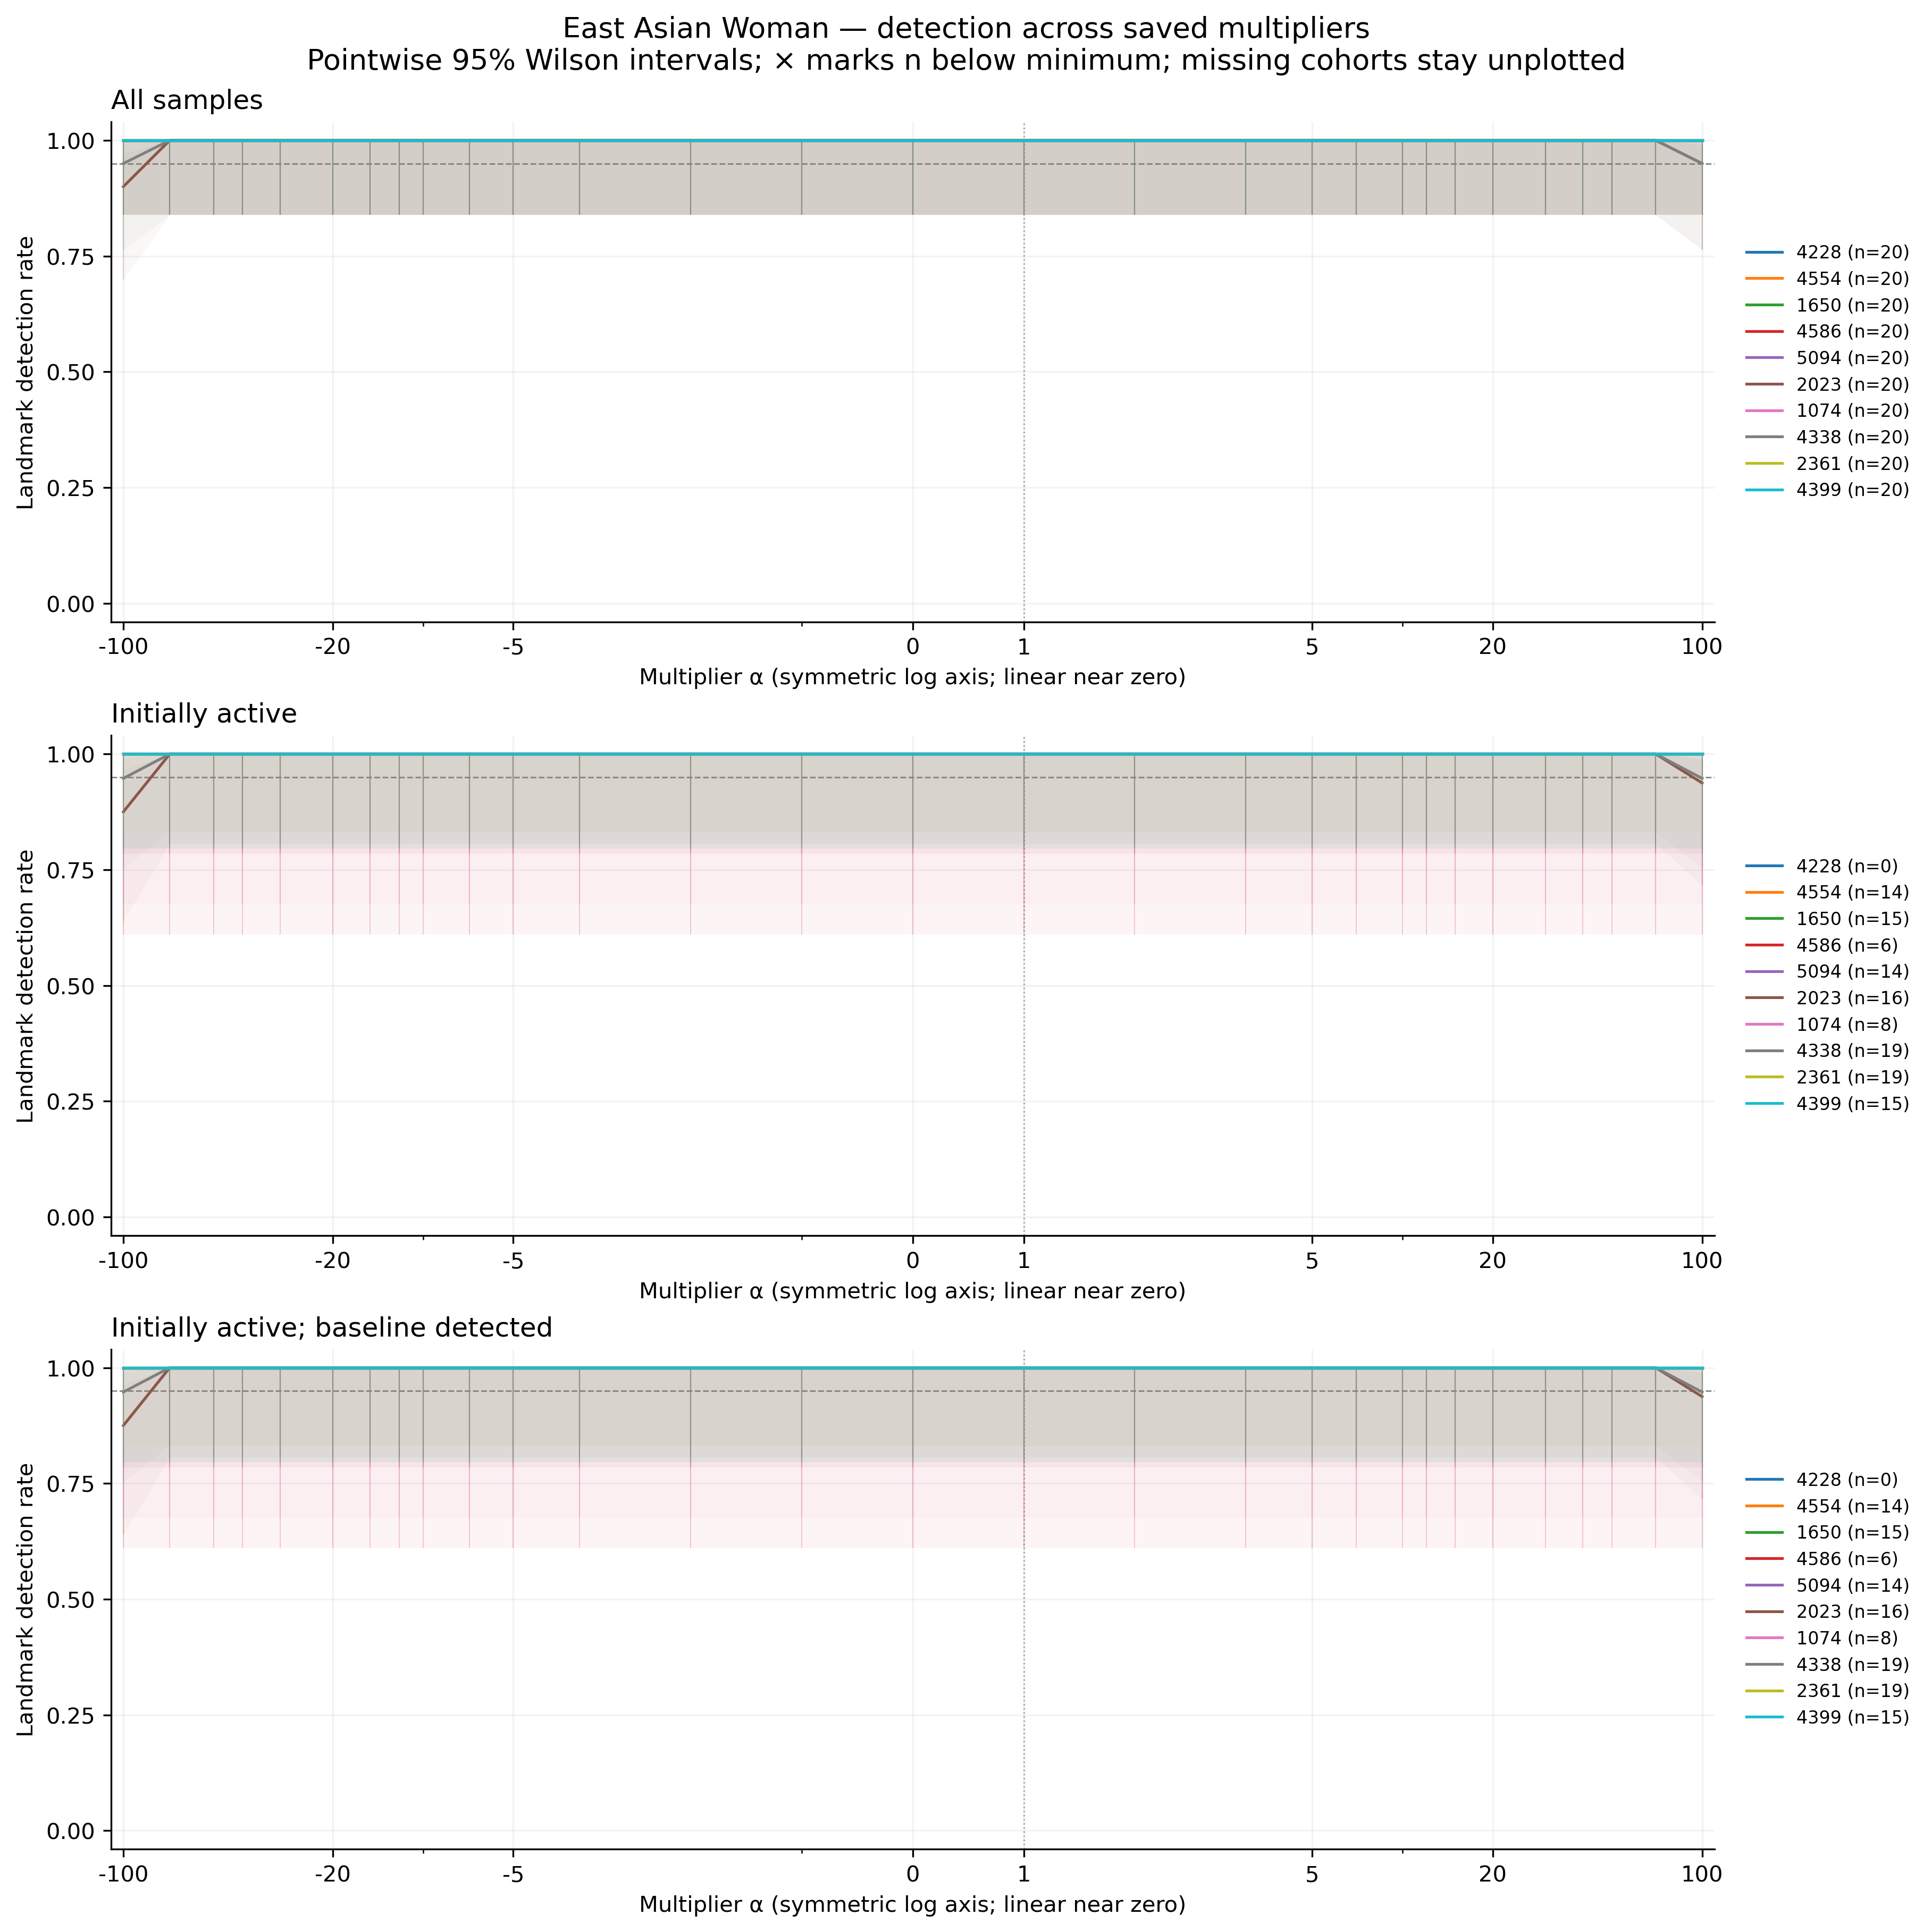 East Asian Woman — detection across saved multipliers
Pointwise 95% Wilson intervals; × marks n below minimum; missing cohorts stay unplotted
All samples
1.00
0.75
0.50
0.25
0.00
Landmark detection rate
-100
-20
-5
0
1
5
20
100
Multiplier α (symmetric log axis; linear near zero)
4228 (n=20)
4554 (n=20)
1650 (n=20)
4586 (n=20)
5094 (n=20)
2023 (n=20)
1074 (n=20)
4338 (n=20)
2361 (n=20)
4399 (n=20)
Initially active
1.00
0.75
0.50
0.25
0.00
Landmark detection rate
-100
-20
-5
0
1
5
20
100
Multiplier α (symmetric log axis; linear near zero)
4228 (n=0)
4554 (n=14)
1650 (n=15)
4586 (n=6)
5094 (n=14)
2023 (n=16)
1074 (n=8)
4338 (n=19)
2361 (n=19)
4399 (n=15)
Initially active; baseline detected
1.00
0.75
0.50
0.25
0.00
Landmark detection rate
-100
-20
-5
0
1
5
20
100
Multiplier α (symmetric log axis; linear near zero)
4228 (n=0)
4554 (n=14)
1650 (n=15)
4586 (n=6)
5094 (n=14)
2023 (n=16)
1074 (n=8)
4338 (n=19)
2361 (n=19)
4399 (n=15)